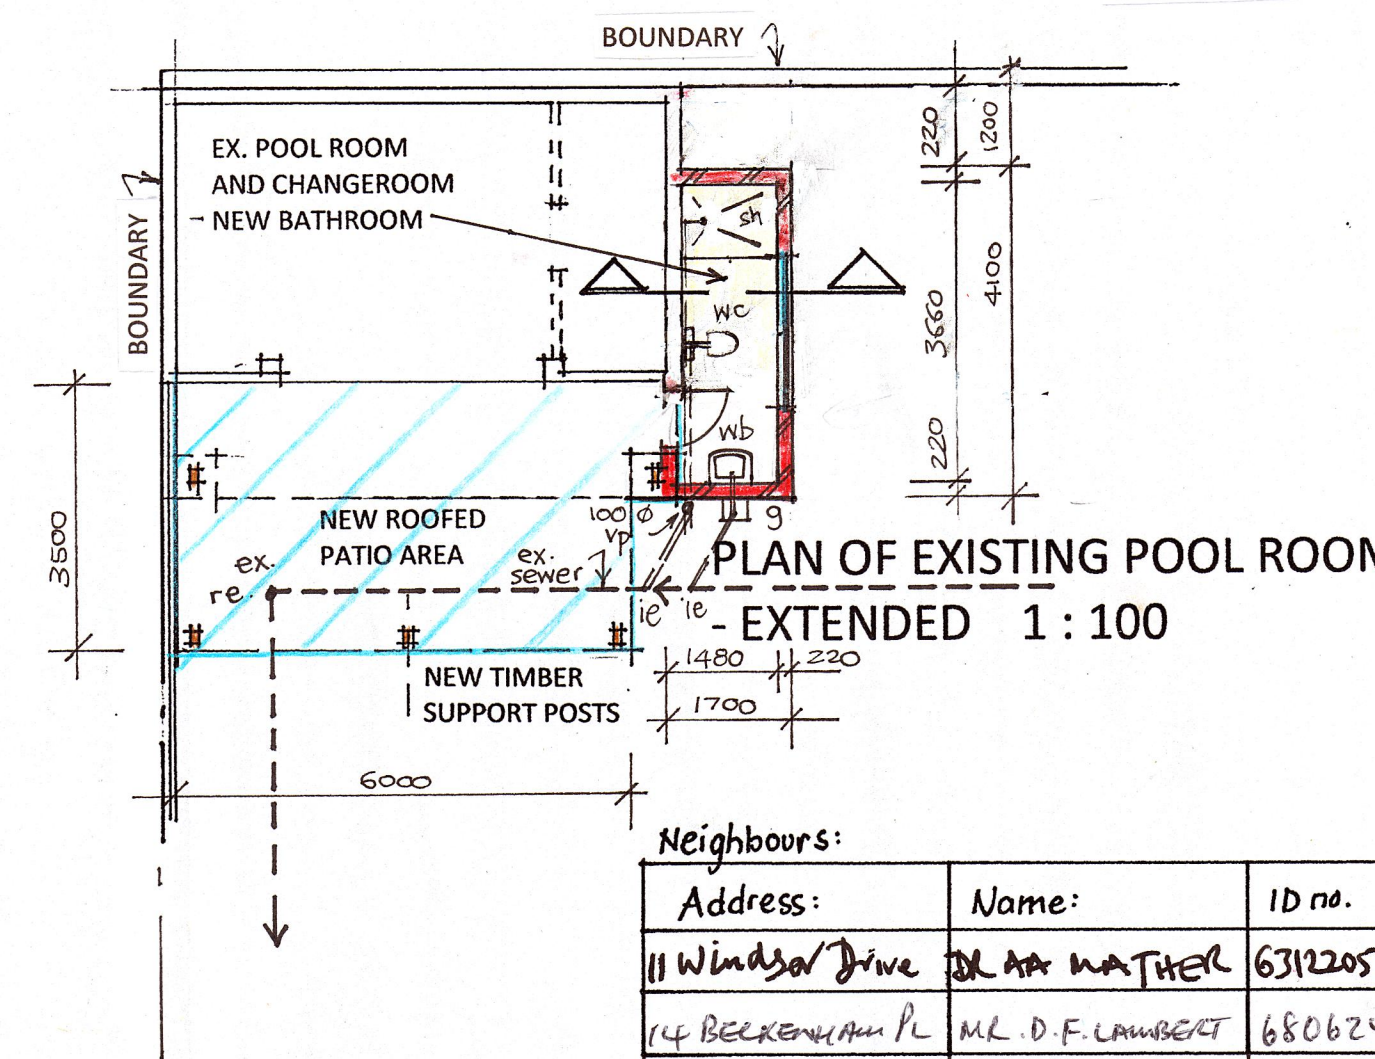 BOUNDARY
EX. POOL ROOM
AND CHANGEROOM
- NEW BATHROOM
BOUNDARY
sh
wc
wb
220
1200
3660
4100
220
3500
NEW ROOFED
PATIO AREA
100 Ø
vp
g
ex.
re.
ex.
sewer
ie
ie
PLAN OF EXISTING POOL ROOM
- EXTENDED 1 : 100
1480
220
1700
NEW TIMBER
SUPPORT POSTS
6000
Neighbours:
Address:
Name:
ID no.
11 Windsor Drive
DR AA MATHER
6312205
14 BECKENHAM PL
MR. D. F. LAMBERT
68062